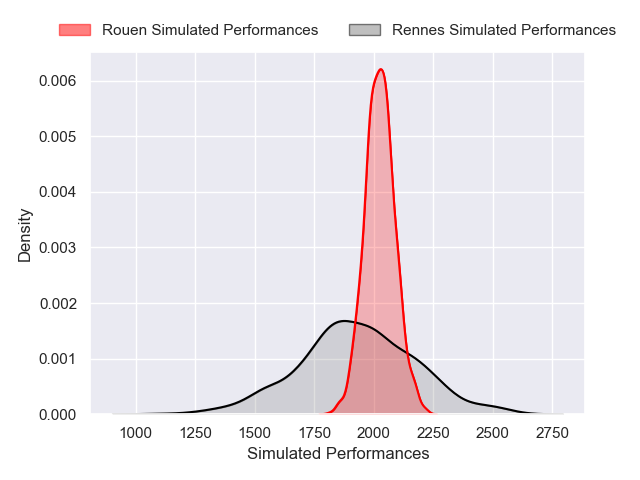 Rouen Simulated Performances Rennes Simulated Performances
0.006
0.005
0.004
0.003
0.002
0.001
0.000
Density
1000 1250 1500 1750 2000 2250 2500 2750
Simulated Performances